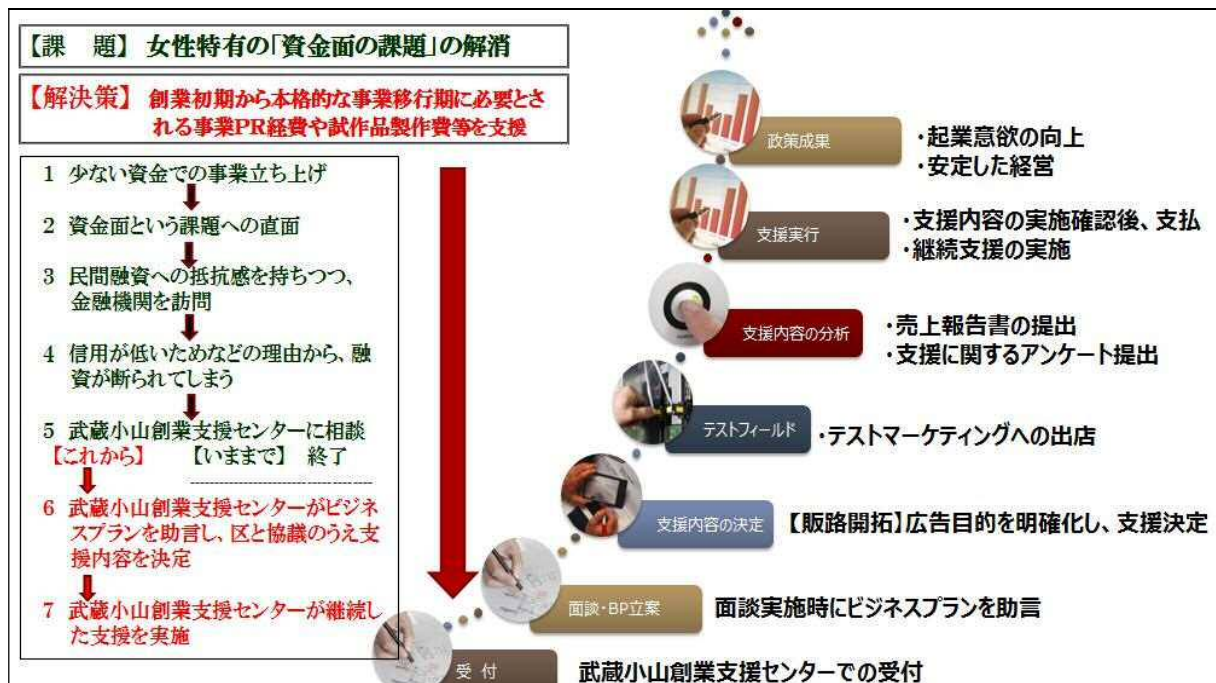 【課　題】 女性特有の「資金面の課題」の解消
【解決策】 創業初期から本格的な事業移行期に必要とさ
れる事業PR経費や試作品製作費等を支援
1 少ない資金での事業立ち上げ
2 資金面という課題への直面
3 民間融資への抵抗感を持ちつつ、
金融機関を訪問
4 信用が低いためなどの理由から、融
資が断られてしまう
5 武蔵小山創業支援センターに相談
【これから】 【いままで】 終了
6 武蔵小山創業支援センターがビジネ
スプランを助言し、区と協議のうえ支
援内容を決定
7 武蔵小山創業支援センターが継続し
た支援を実施
政策成果
・起業意欲の向上
・安定した経営
支援実行
・支援内容の実施確認後、支払
・継続支援の実施
支援内容の分析
・売上報告書の提出
・支援に関するアンケート提出
テストフィールド
・テストマーケティングへの出店
支援内容の決定
【販路開拓】広告目的を明確化し、支援決定
面談・BP立案
面談実施時にビジネスプランを助言
受 付
武蔵小山創業支援センターでの受付